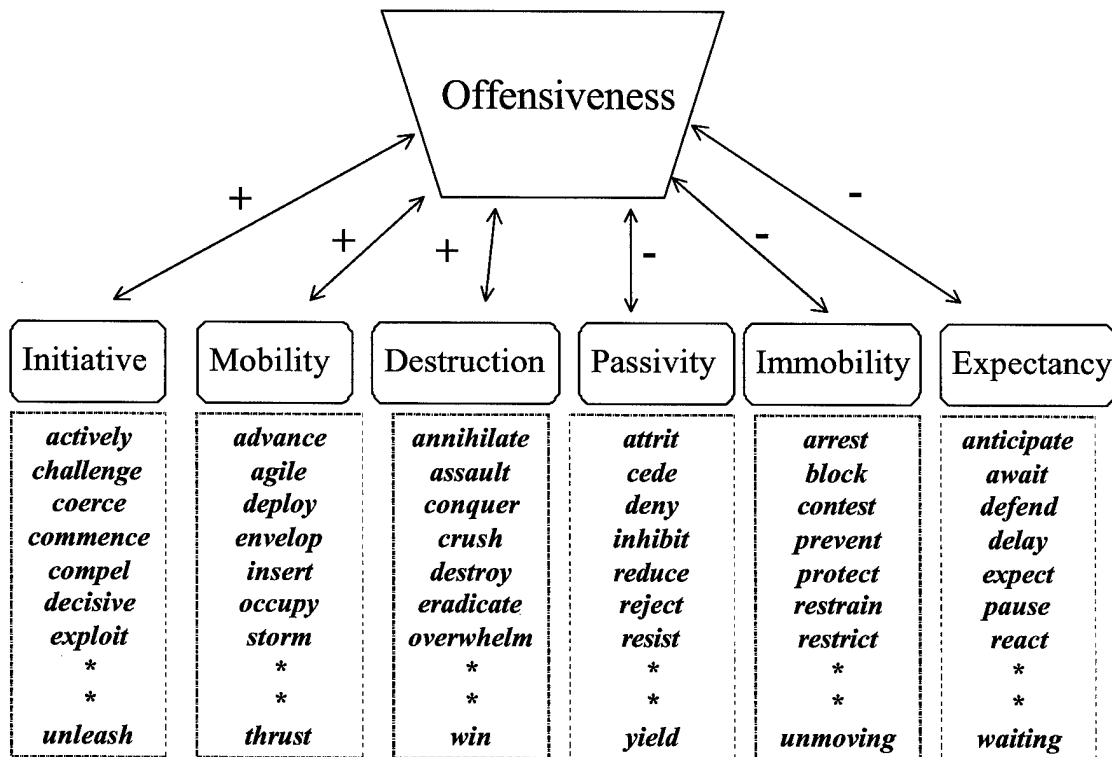 Offensiveness
+
+
+
-
-
-
Initiative
Mobility
Destruction
Passivity
Immobility
Expectancy
actively
challenge
coerce
commence
compel
decisive
exploit
*
*
unleash
advance
agile
deploy
envelop
insert
occupy
storm
*
*
thrust
annihilate
assault
conquer
crush
destroy
eradicate
overwhelm
*
*
win
attrit
cede
deny
inhibit
reduce
reject
resist
*
*
yield
arrest
block
contest
prevent
protect
restrain
restrict
*
*
unmoving
anticipate
await
defend
delay
expect
pause
react
*
*
waiting